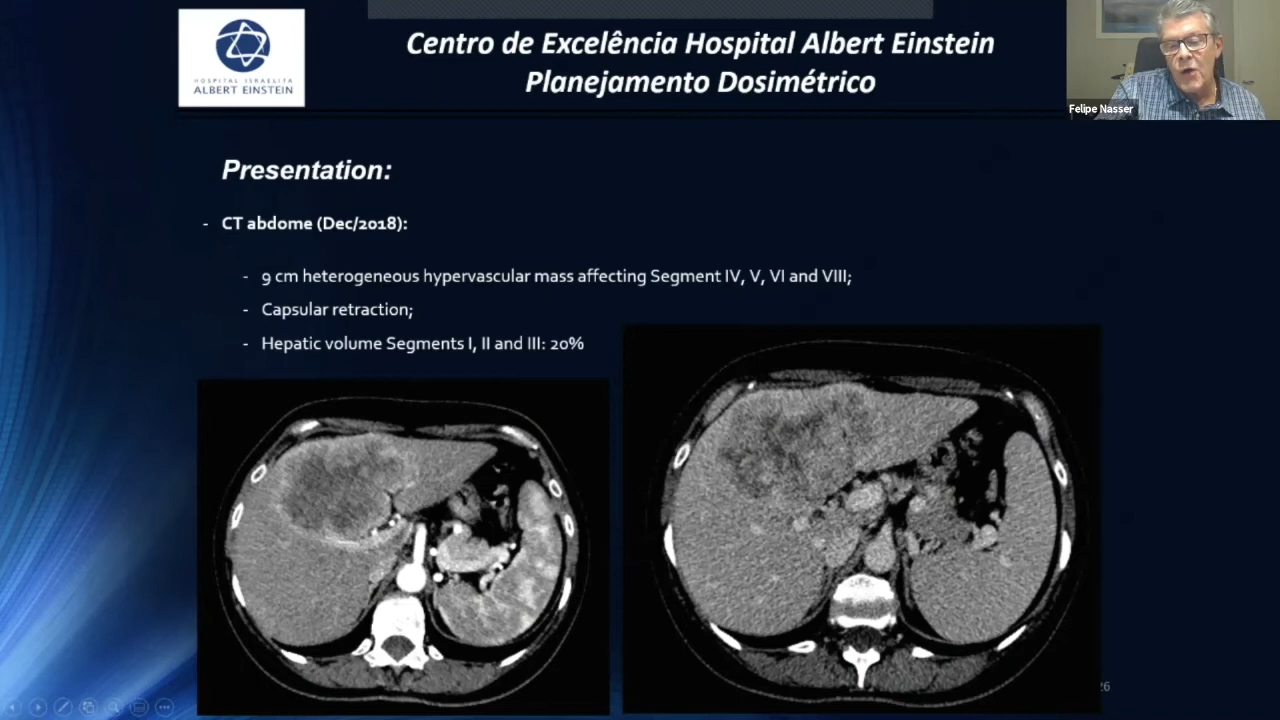 Centro de Excelência Hospital Albert Einstein
Planejamento Dosimétrico
HOSPITAL ISRAELITA
ALBERT EINSTEIN
Felipe Nasser
Presentation:
- CT abdome (Dec/2018):
- 9 cm heterogeneous hypervascular mass affecting Segment IV, V, VI and VIII;
- Capsular retraction;
- Hepatic volume Segments I, II and III: 20%
26